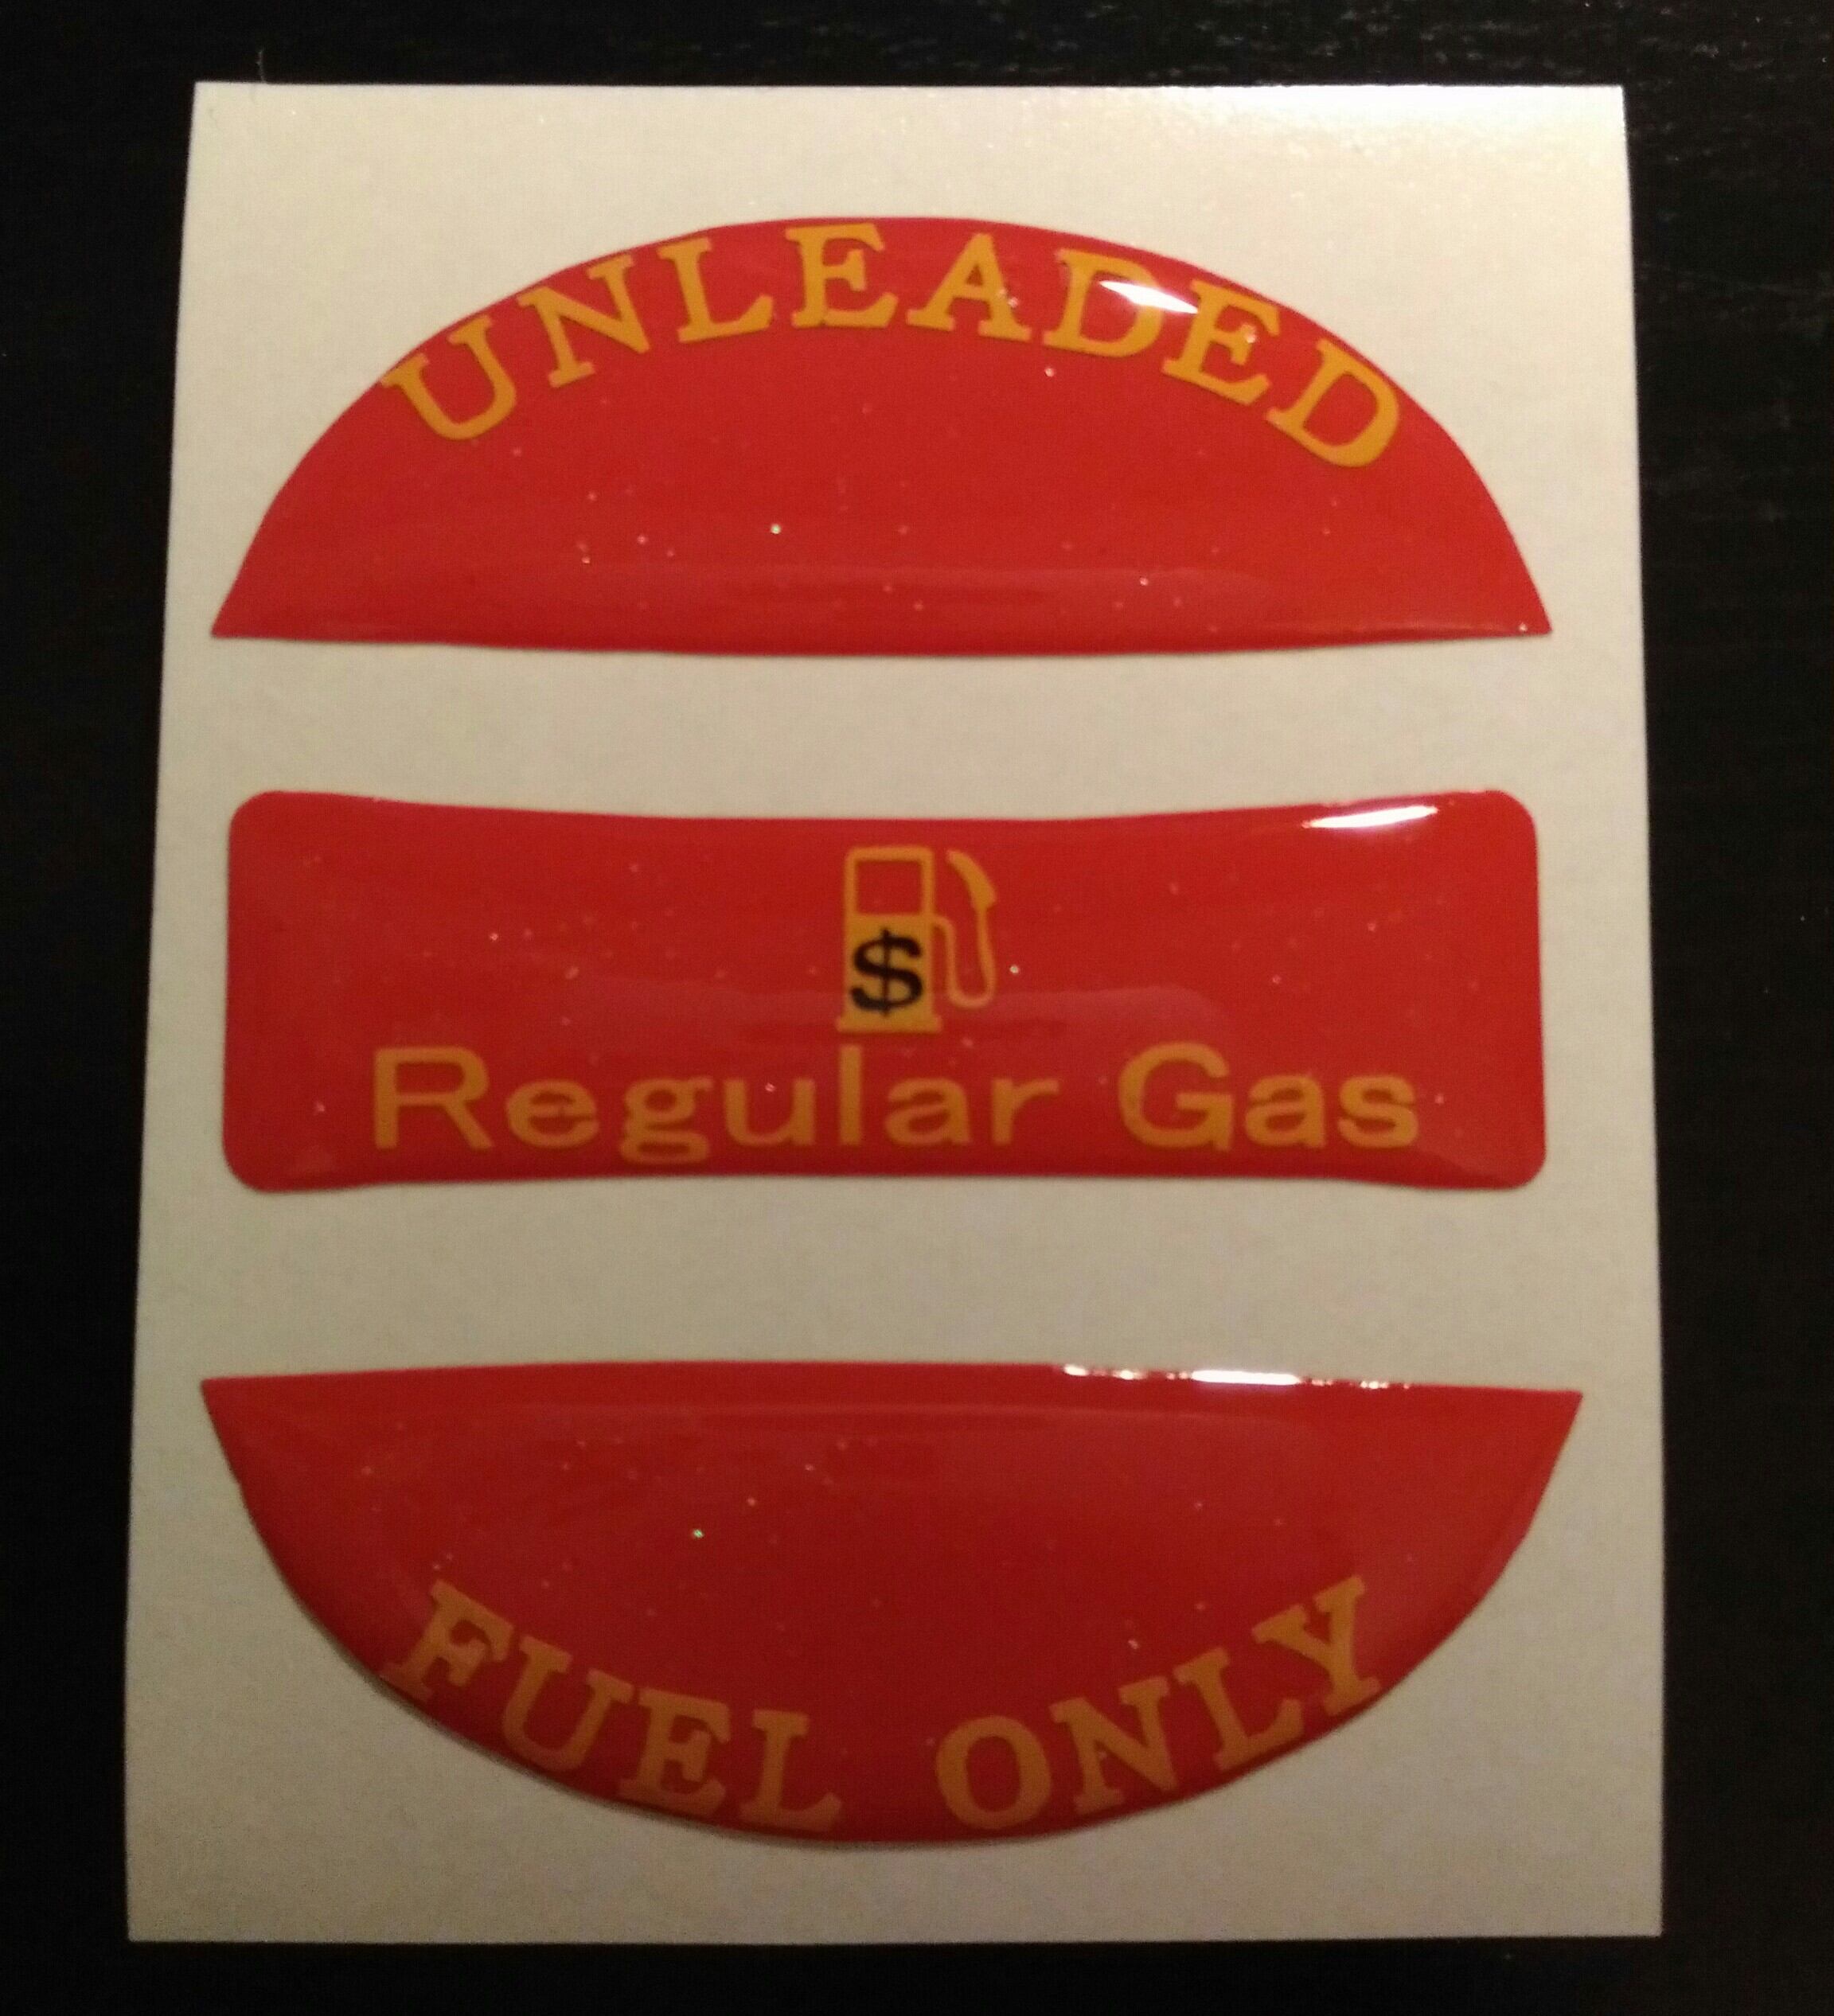 UNLEADED
$
Regular Gas
FUEL ONLY